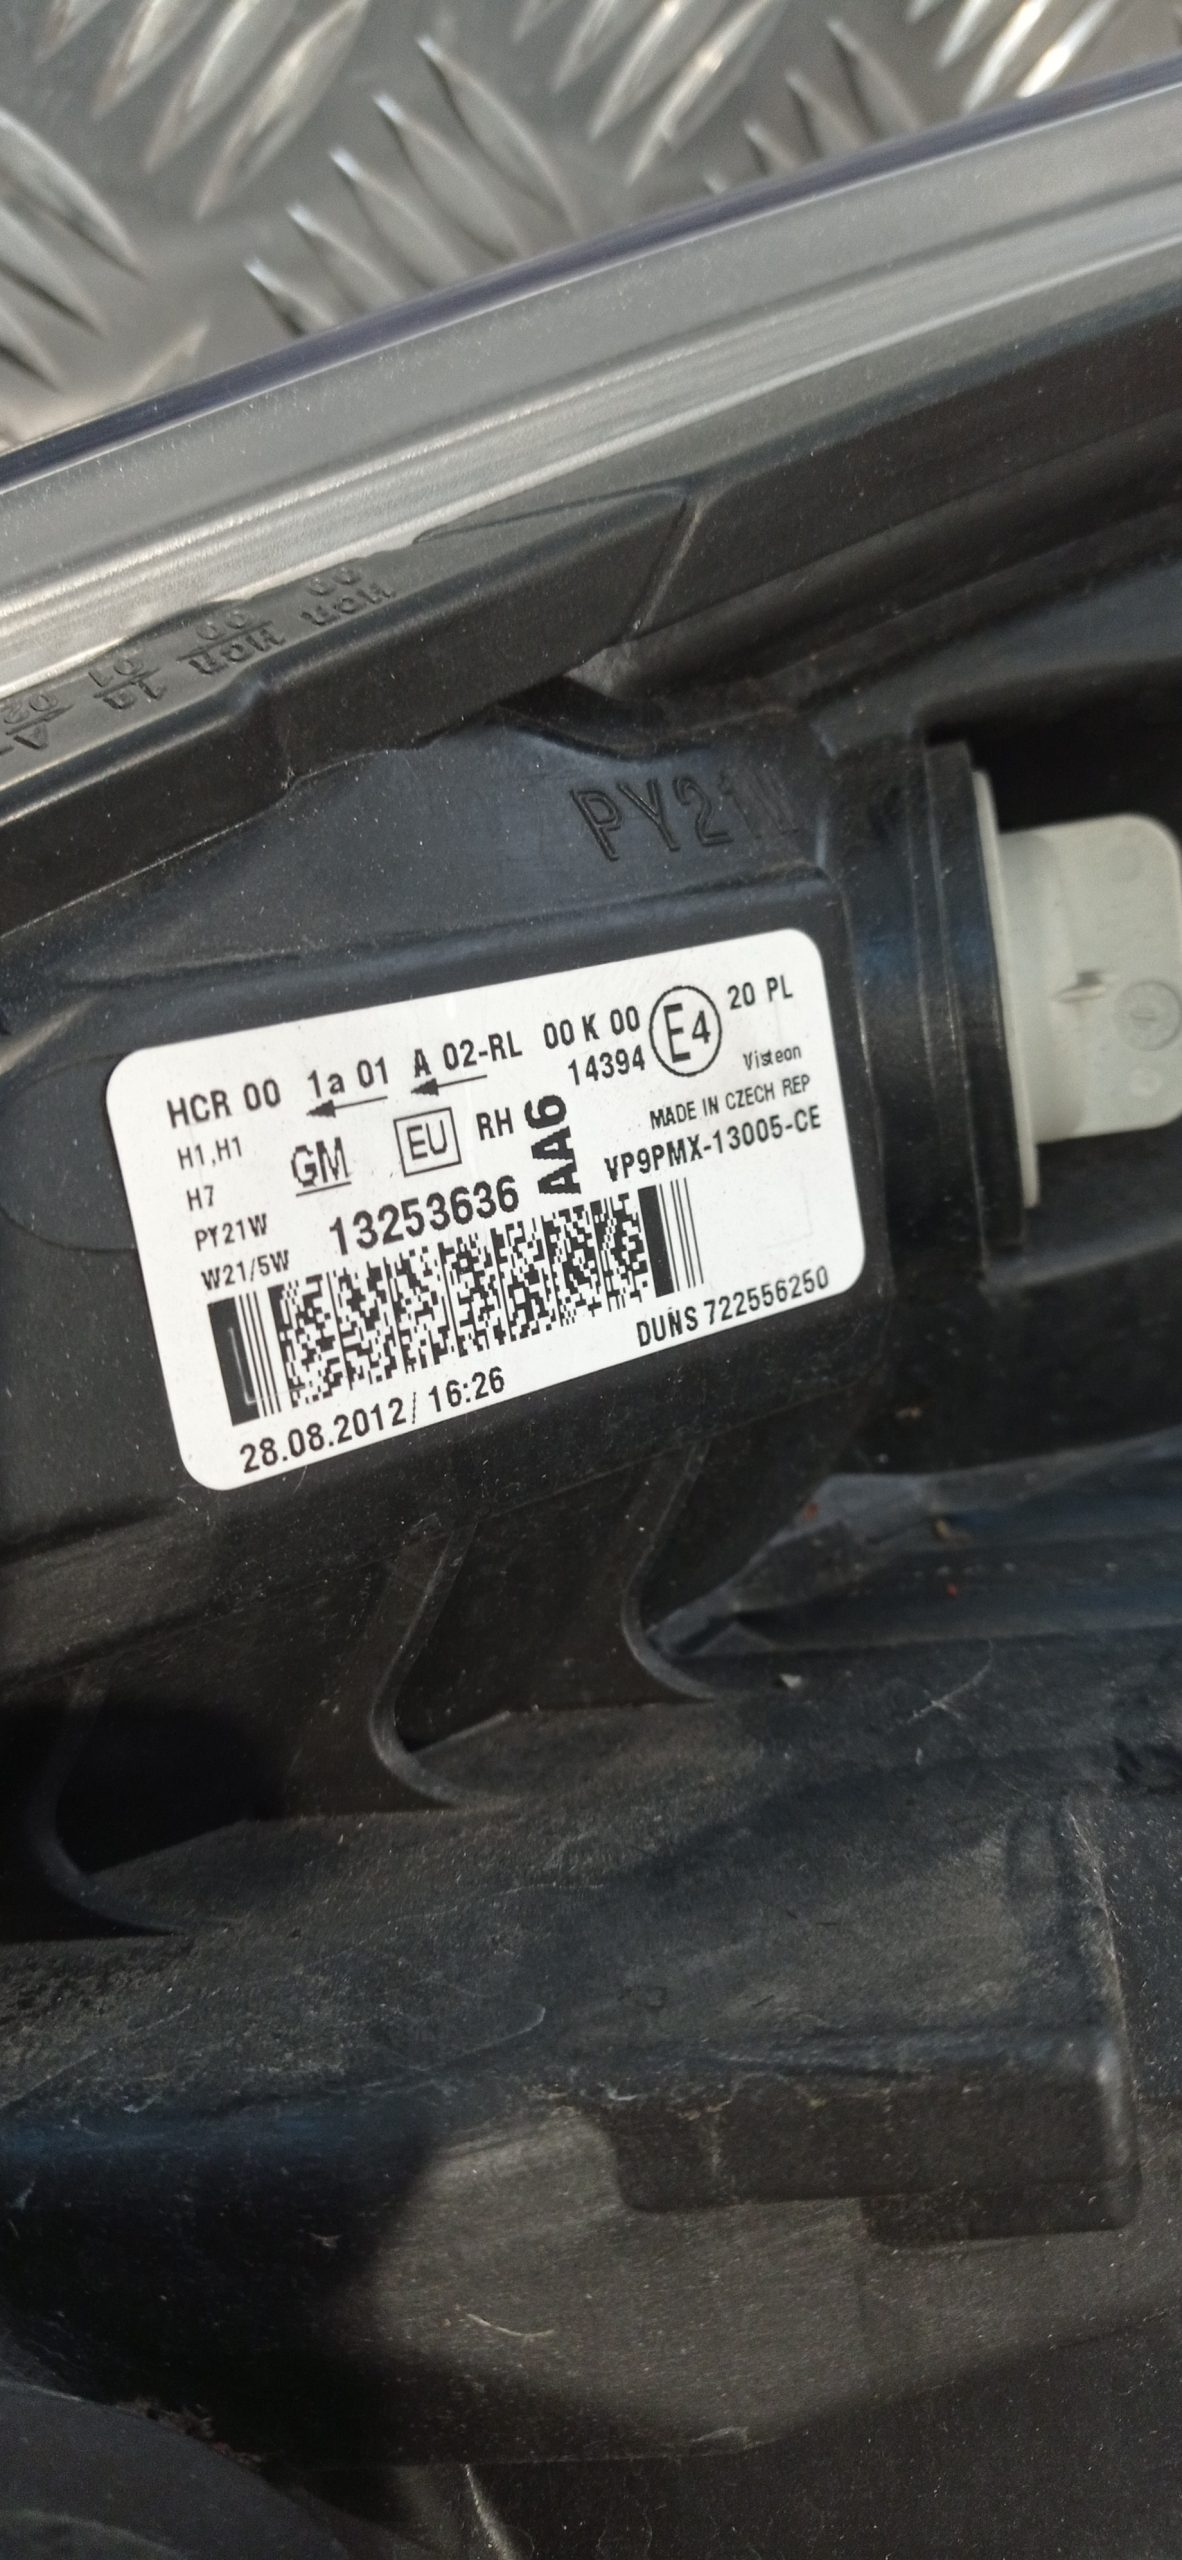 PY21W
HCR 00 1a 01 A 02-RL 00 K 00 E4 20 PL
14394
H1,H1 GM EU RH AA6 Visteon
H7 MADE IN CZECH REP
PY21W 13253636 VP9PMX-13005-CE
W21/5W
DUNS 722556250
28.08.2012/ 16:26